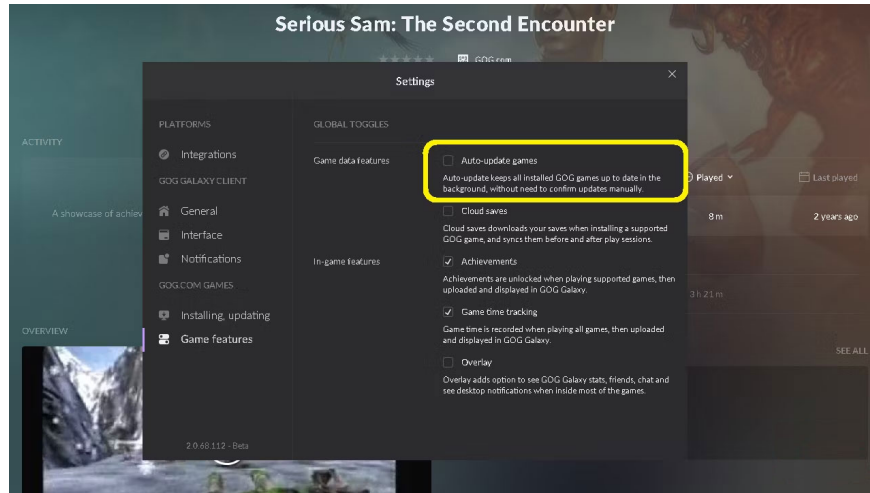 Serious Sam: The Second Encounter
GOG.com
Settings
PLATFORMS
Integrations
GOG GALAXY CLIENT
General
Interface
Notifications
GOG.COM GAMES
Installing, updating
Game features
2.0.68.112 - Beta
GLOBAL TOGGLES
Game data features
Auto-update games
Auto-update keeps all installed GOG games up to date in the
background, without need to confirm updates manually.
Cloud saves
Cloud saves downloads your saves when installing a supported
GOG game, and syncs them before and after play sessions.
In-game features
Achievements
Achievements are unlocked when playing supported games, then
uploaded and displayed in GOG Galaxy.
Game time tracking
Game time is recorded when playing all games, then uploaded
and displayed in GOG Galaxy.
Overlay
Overlay adds option to see GOG Galaxy stats, friends, chat and
see desktop notifications when inside most of the games.
ACTIVITY
A showcase of achiev
Played
Last played
8 m
2 years ago
3 h 21 m
OVERVIEW
SEE ALL